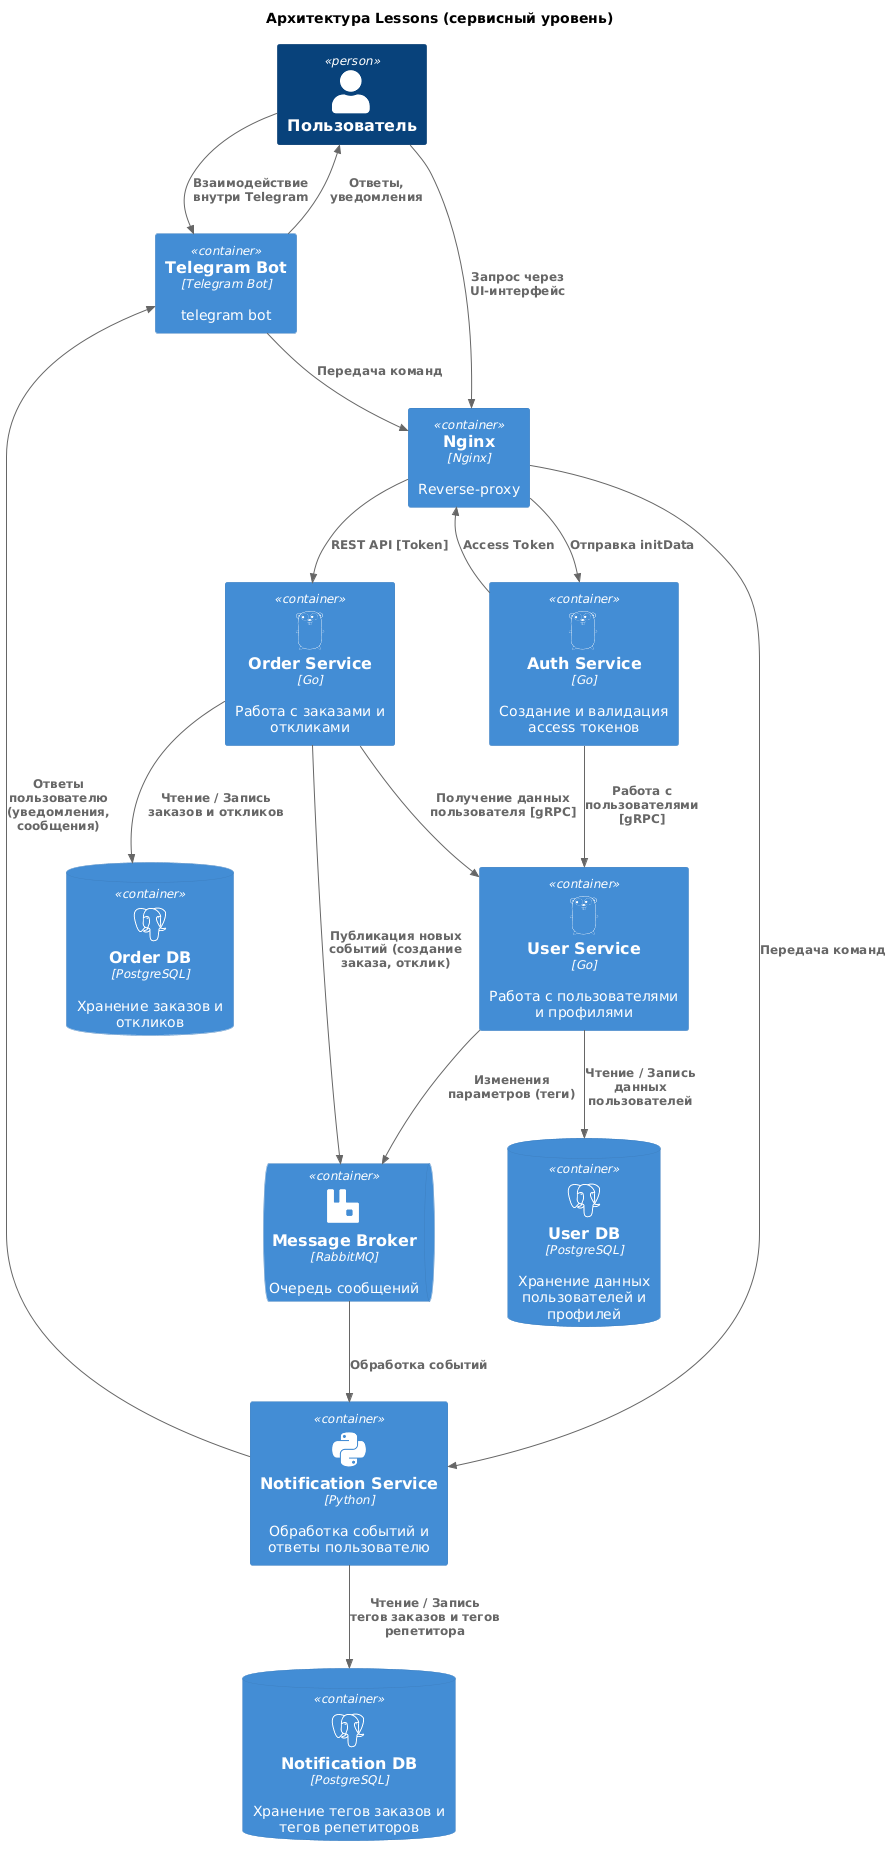 Архитектура Lessons (сервисный уровень)
«person»
Пользователь
Взаимодействие
внутри Telegram
Ответы,
уведомления
«container»
Telegram Bot
[Telegram Bot]
telegram bot
Запрос через
UI-интерфейс
Передача команд
«container»
Nginx
[Nginx]
Reverse-proxy
REST API [Token]
Access Token
Отправка initData
«container»
Order Service
[Go]
Работа с заказами и
откликами
«container»
Auth Service
[Go]
Создание и валидация
access токенов
Ответы
пользователю
(уведомления,
сообщения)
Чтение / Запись
заказов и откликов
Получение данных
пользователя [gRPC]
Работа с
пользователями
[gRPC]
«container»
Order DB
[PostgreSQL]
Хранение заказов и
откликов
Публикация новых
событий (создание
заказа, отклик)
«container»
User Service
[Go]
Работа с пользователями
и профилями
Передача команд
Изменения
параметров (теги)
Чтение / Запись
данных
пользователей
«container»
Message Broker
[RabbitMQ]
Очередь сообщений
«container»
User DB
[PostgreSQL]
Хранение данных
пользователей и
профилей
Обработка событий
«container»
Notification Service
[Python]
Обработка событий и
ответы пользователю
Чтение / Запись
тегов заказов и тегов
репетитора
«container»
Notification DB
[PostgreSQL]
Хранение тегов заказов и
тегов репетиторов